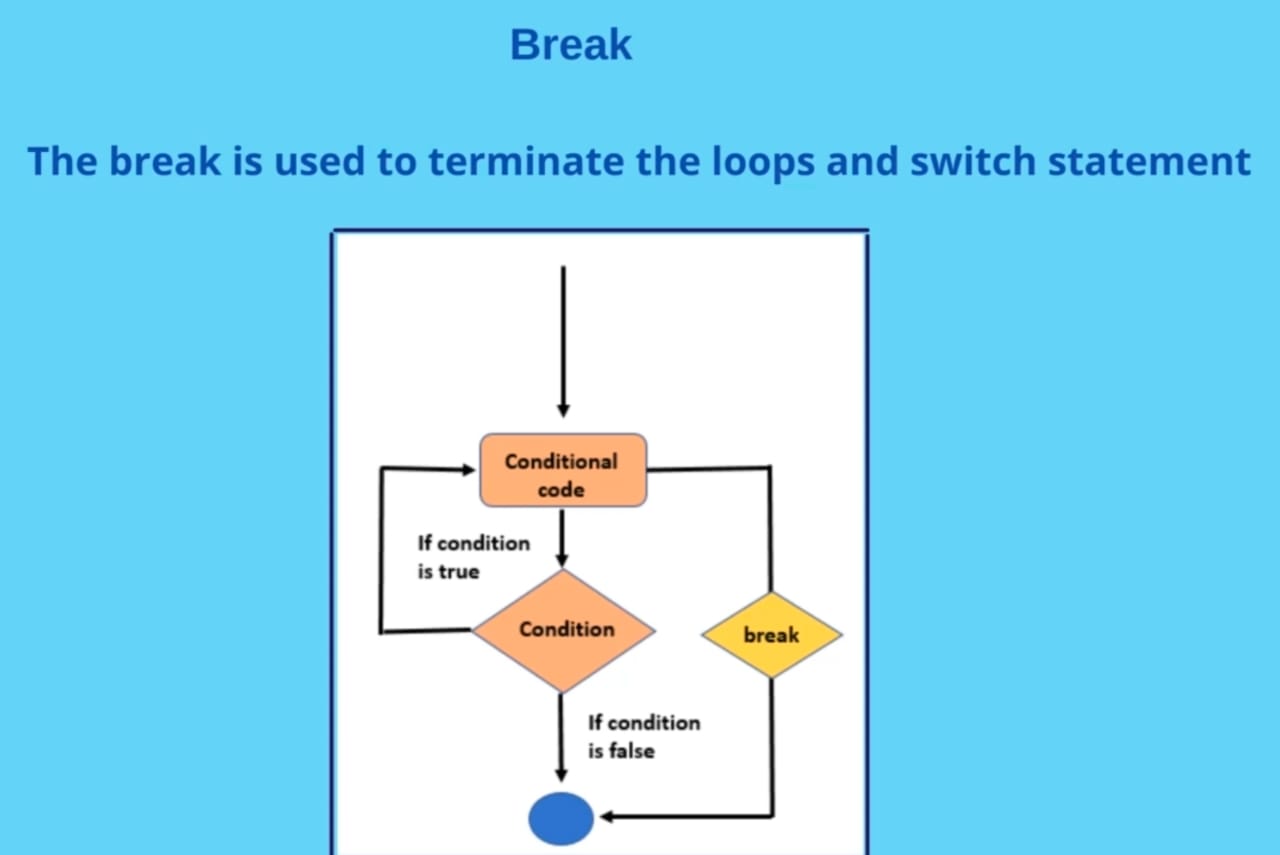 Break
The break is used to terminate the loops and switch statement
Conditional
code
If condition
is true
Condition
break
If condition
is false